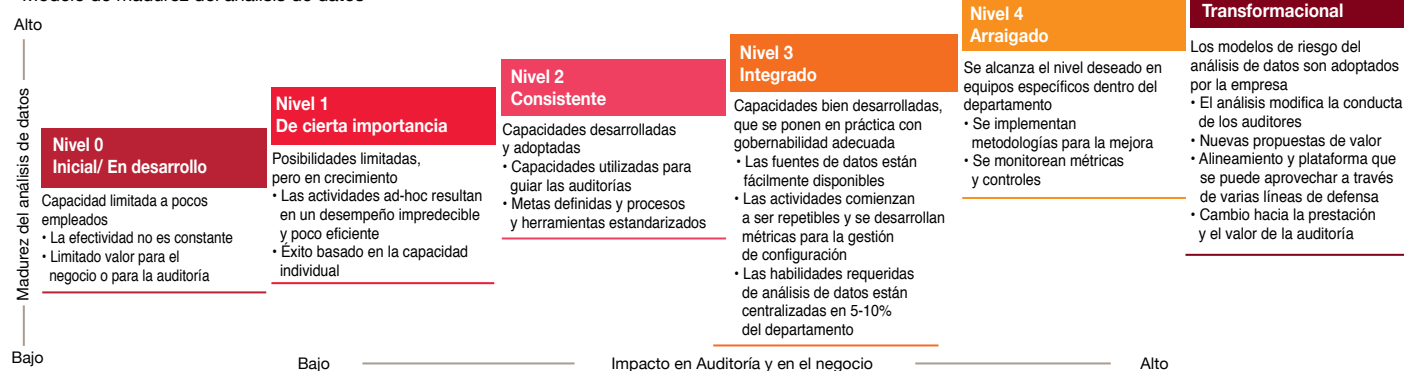 Modelo de madurez del análisis de datos
Alto
Madurez del análisis de datos
Bajo
Nivel 0
Inicial/ En desarrollo
Capacidad limitada a pocos
empleados
• La efectividad no es constante
• Limitado valor para el
negocio o para la auditoría
Nivel 1
De cierta importancia
Posibilidades limitadas,
pero en crecimiento
• Las actividades ad-hoc resultan
en un desempeño impredecible
y poco eficiente
• Éxito basado en la capacidad
individual
Nivel 2
Consistente
Capacidades desarrolladas
y adoptadas
• Capacidades utilizadas para
guiar las auditorías
• Metas definidas y procesos
y herramientas estandarizados
Nivel 3
Integrado
Capacidades bien desarrolladas,
que se ponen en práctica con
gobernabilidad adecuada
• Las fuentes de datos están
fácilmente disponibles
• Las actividades comienzan
a ser repetibles y se desarrollan
métricas para la gestión
de configuración
• Las habilidades requeridas
de análisis de datos están
centralizadas en 5-10%
del departamento
Nivel 4
Arraigado
Se alcanza el nivel deseado en
equipos específicos dentro del
departamento
• Se implementan
metodologías para la mejora
• Se monitorean métricas
y controles
Transformacional
Los modelos de riesgo del
análisis de datos son adoptados
por la empresa
• El análisis modifica la conducta
de los auditores
• Nuevas propuestas de valor
• Alineamiento y plataforma que
se puede aprovechar a través
de varias líneas de defensa
• Cambio hacia la prestación
y el valor de la auditoría
Bajo
Impacto en Auditoría y en el negocio
Alto